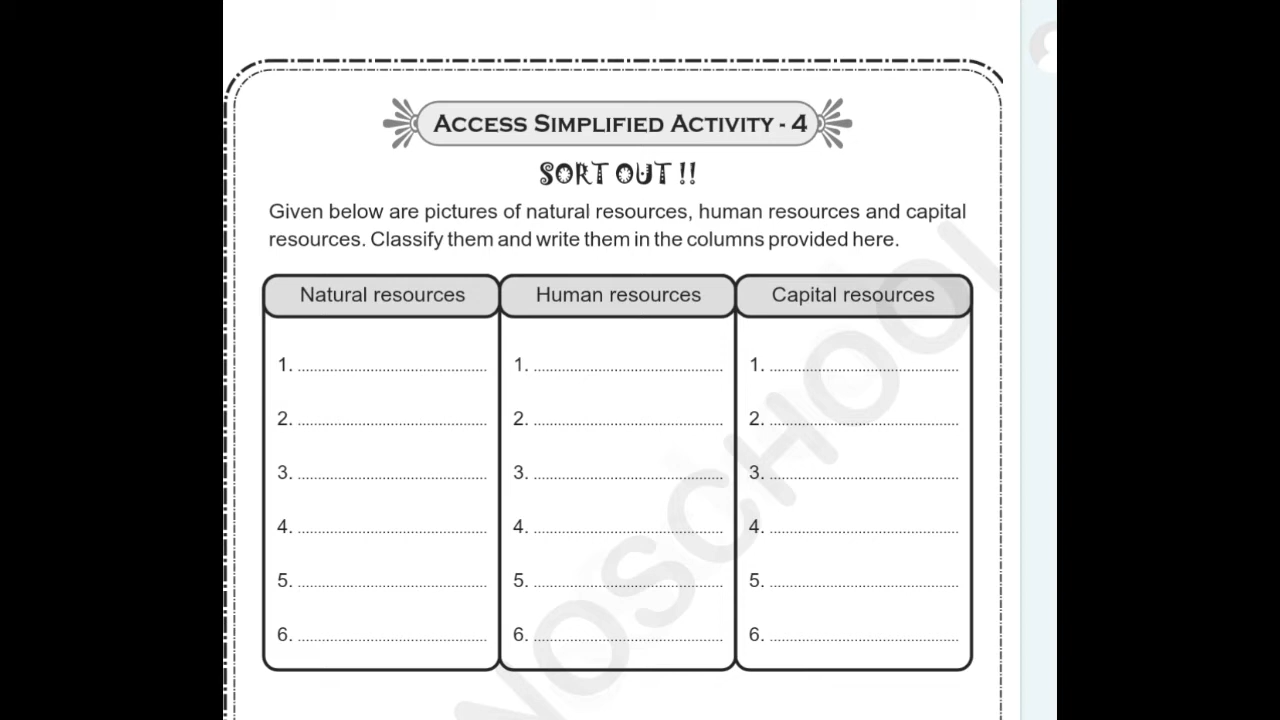 ACCESS SIMPLIFIED ACTIVITY - 4
SORT OUT !!
Given below are pictures of natural resources, human resources and capital
resources. Classify them and write them in the columns provided here.
Natural resources Human resources Capital resources
1. 1. 1.
2. 2. 2.
3. 3. 3.
4. 4. 4.
5. 5. 5.
6. 6. 6.
NOSCHOOL